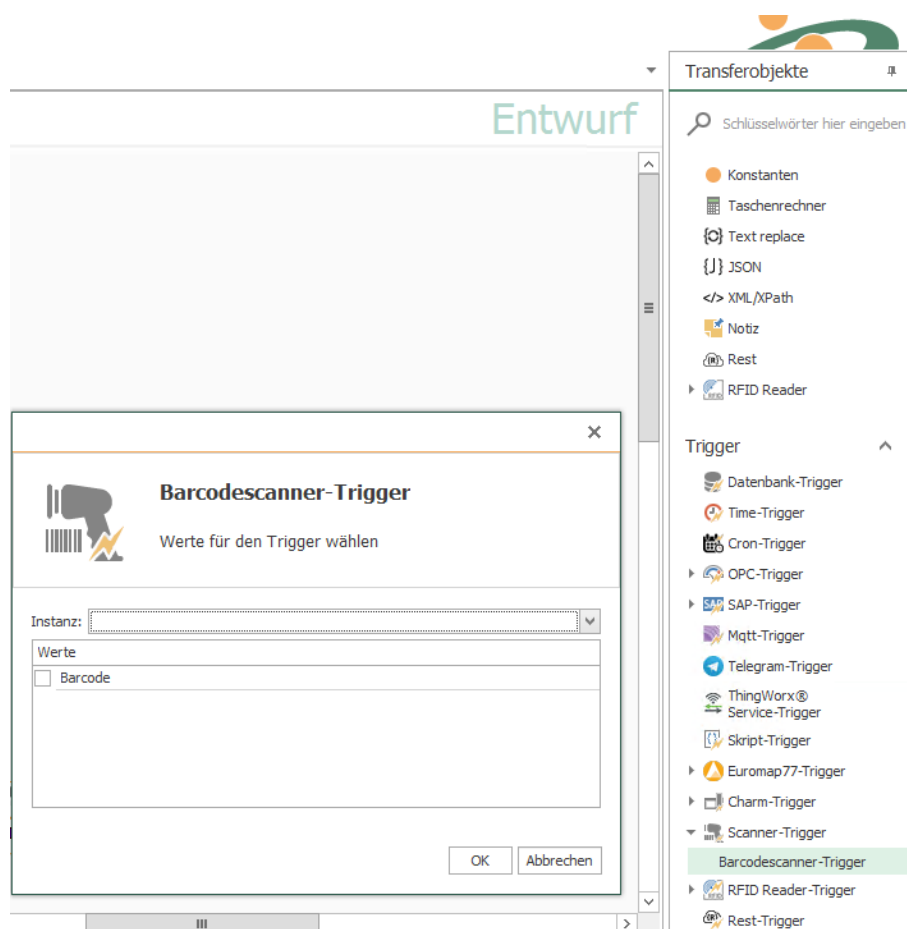 Transferobjekte
Entwurf
Schlüsselwörter hier eingeben
Konstanten
Taschenrechner
Text replace
{J} JSON
</> XML/XPath
Notiz
Rest
RFID Reader
Trigger
Datenbank-Trigger
Time-Trigger
Cron-Trigger
OPC-Trigger
SAP-Trigger
Mqtt-Trigger
Telegram-Trigger
ThingWorx®
Service-Trigger
Skript-Trigger
Euromap77-Trigger
Charm-Trigger
Scanner-Trigger
Barcodescanner-Trigger
RFID Reader-Trigger
Rest-Trigger
Barcodescanner-Trigger
Werte für den Trigger wählen
Instanz:
Werte
Barcode
OK
Abbrechen